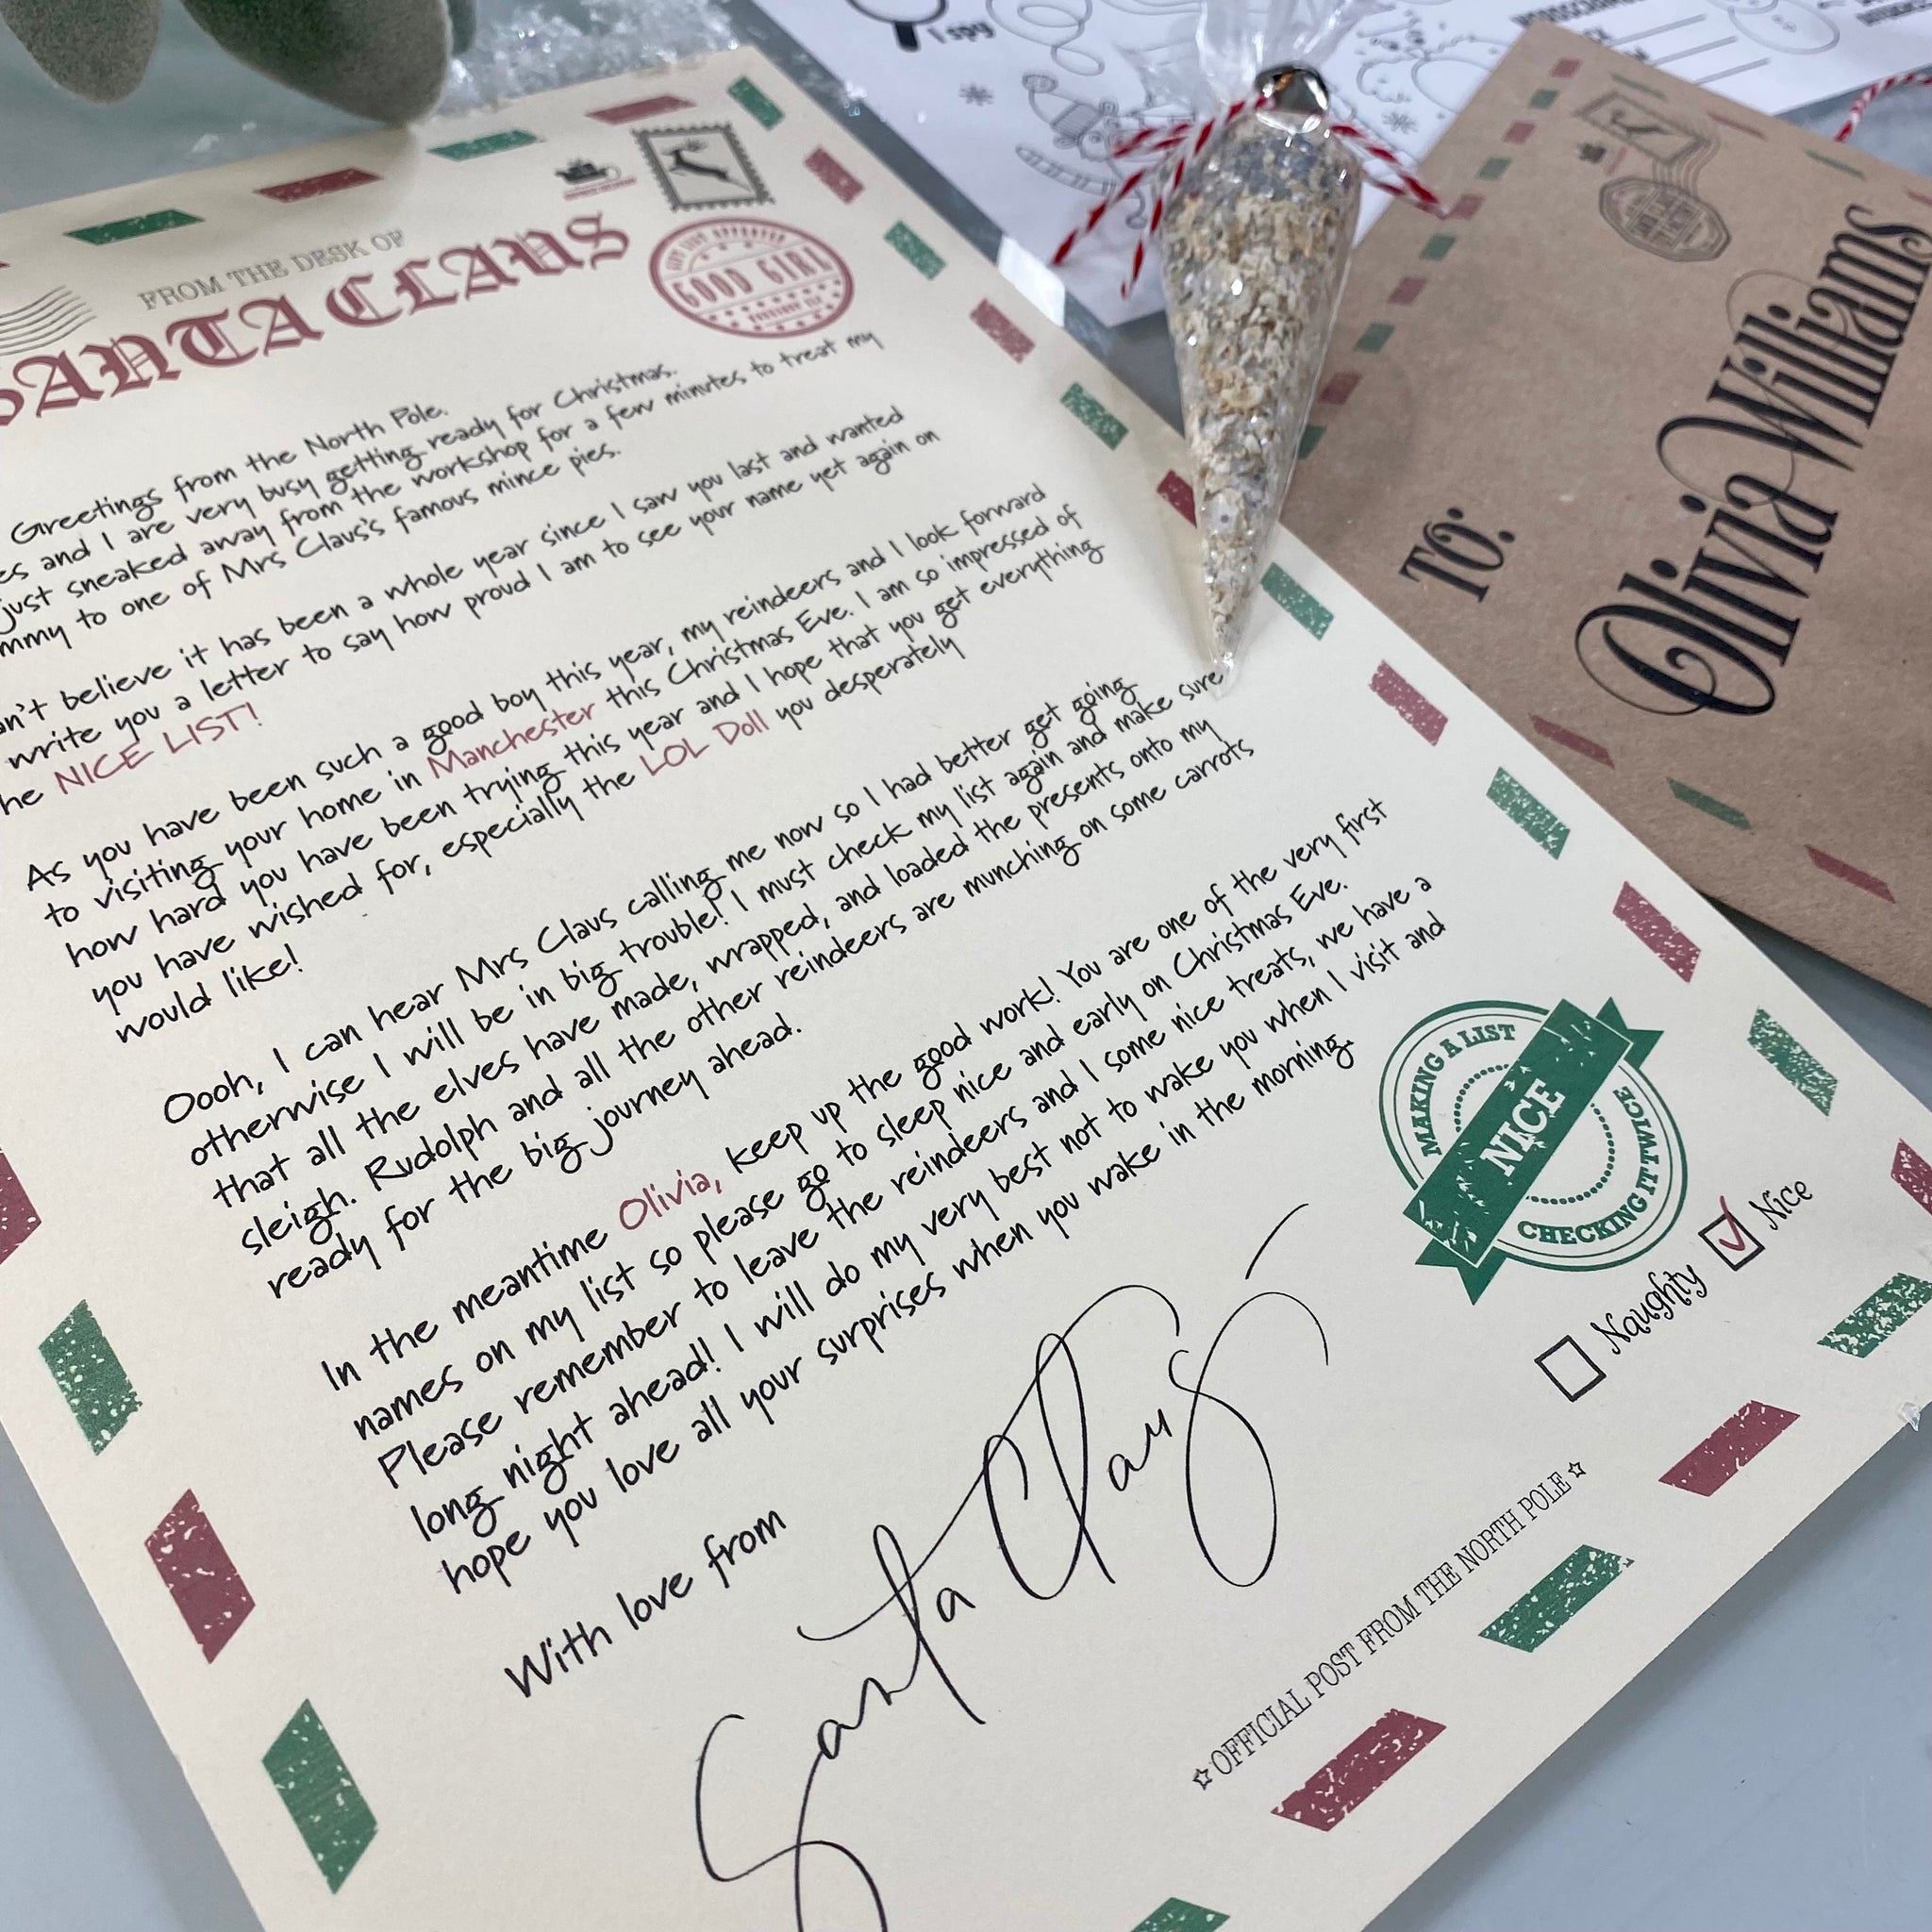 I spy
FROM THE DESK OF
SANTA CLAUS
GOOD GIRL
Greetings from the North Pole.
and I are very busy getting ready for Christmas.
just sneaked away from the workshop for a few minutes to treat my
to one of Mrs Claus's famous mince pies.
believe it has been a whole year since I saw you last and wanted
write you a letter to say how proud I am to see your name yet again on
NICE LIST!
As you have been such a good boy this year, my reindeers and I look forward
to visiting your home in Manchester this Christmas Eve. I am so impressed of
how hard you have been trying this year and I hope that you get everything
you have wished for, especially the LOL Doll you desperately
would like!
Oooh, I can hear Mrs Claus calling me now so I had better get going
otherwise I will be in big trouble! I must check my list again and make sure
that all the elves have made, wrapped, and loaded the presents onto my
sleigh. Rudolph and all the other reindeers are munching on some carrots
ready for the big journey ahead.
In the meantime Olivia, keep up the good work! You are one of the very first
names on my list so please go to sleep nice and early on Christmas Eve.
Please remember to leave the reindeers and I some nice treats, we have a
long night ahead! I will do my very best not to wake you when I visit and
hope you love all your surprises when you wake in the morning.
With love from
Santa Claus
MAKING A LIST
NICE
CHECKING IT TWICE
Naughty
Nice
OFFICIAL POST FROM THE NORTH POLE
TO:
Olivia Williams